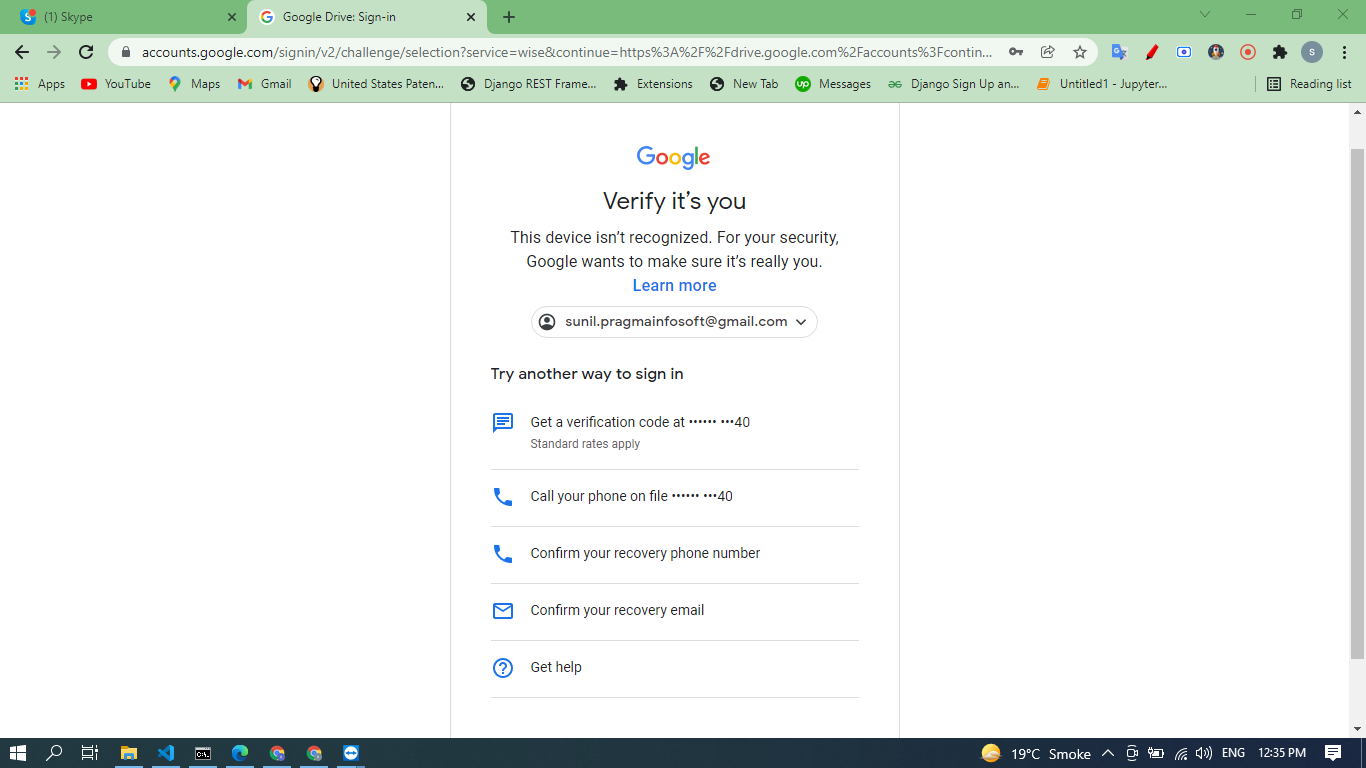 (1) Skype
Google Drive: Sign-in
accounts.google.com/signin/v2/challenge/selection?service=wise&continue=https%3A%2F%2Fdrive.google.com%2Faccounts%3Fcontin...
S
Apps
YouTube
Maps
Gmail
United States Paten...
Django REST Frame...
Extensions
New Tab
up
Messages
Django Sign Up an...
Untitled1 - Jupyter...
Reading list
Google
Verify it’s you
This device isn’t recognized. For your security,
Google wants to make sure it’s really you.
Learn more
sunil.pragmainfosoft@gmail.com
Try another way to sign in
Get a verification code at •••••• •••40
Standard rates apply
Call your phone on file •••••• •••40
Confirm your recovery phone number
Confirm your recovery email
Get help
19°C Smoke
ENG
12:35 PM